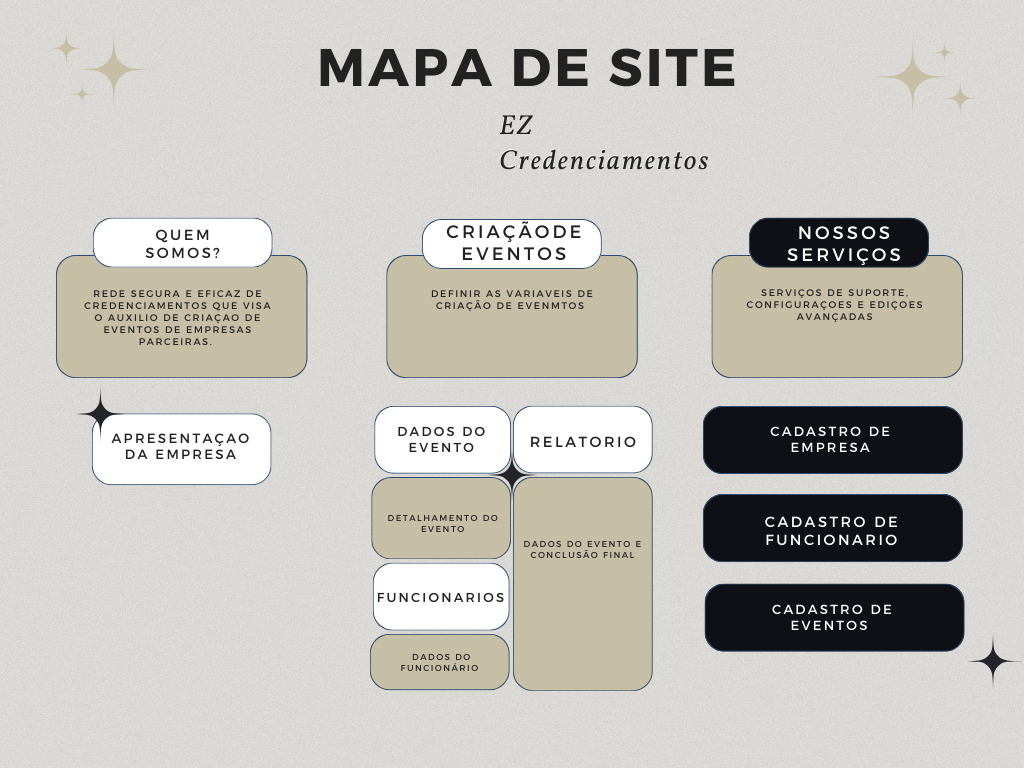 MAPA DE SITE
EZ
Credenciamentos
QUEM
SOMOS?
REDE SEGURA E EFICAZ DE
CREDENCIAMENTOS QUE VISA
O AUXILIO DE CRIAÇAO DE
EVENTOS DE EMPRESAS
PARCEIRAS.
APRESENTAÇAO
DA EMPRESA
CRIAÇÃODE
EVENTOS
DEFINIR AS VARIAVEIS DE
CRIAÇÃO DE EVENMTOS
DADOS DO
EVENTO
DETALHAMENTO DO
EVENTO
FUNCIONARIOS
DADOS DO
FUNCIONÁRIO
RELATORIO
DADOS DO EVENTO E
CONCLUSÃO FINAL
NOSSOS
SERVIÇOS
SERVIÇOS DE SUPORTE,
CONFIGURAÇOES E EDIÇOES
AVANÇADAS
CADASTRO DE
EMPRESA
CADASTRO DE
FUNCIONARIO
CADASTRO DE
EVENTOS